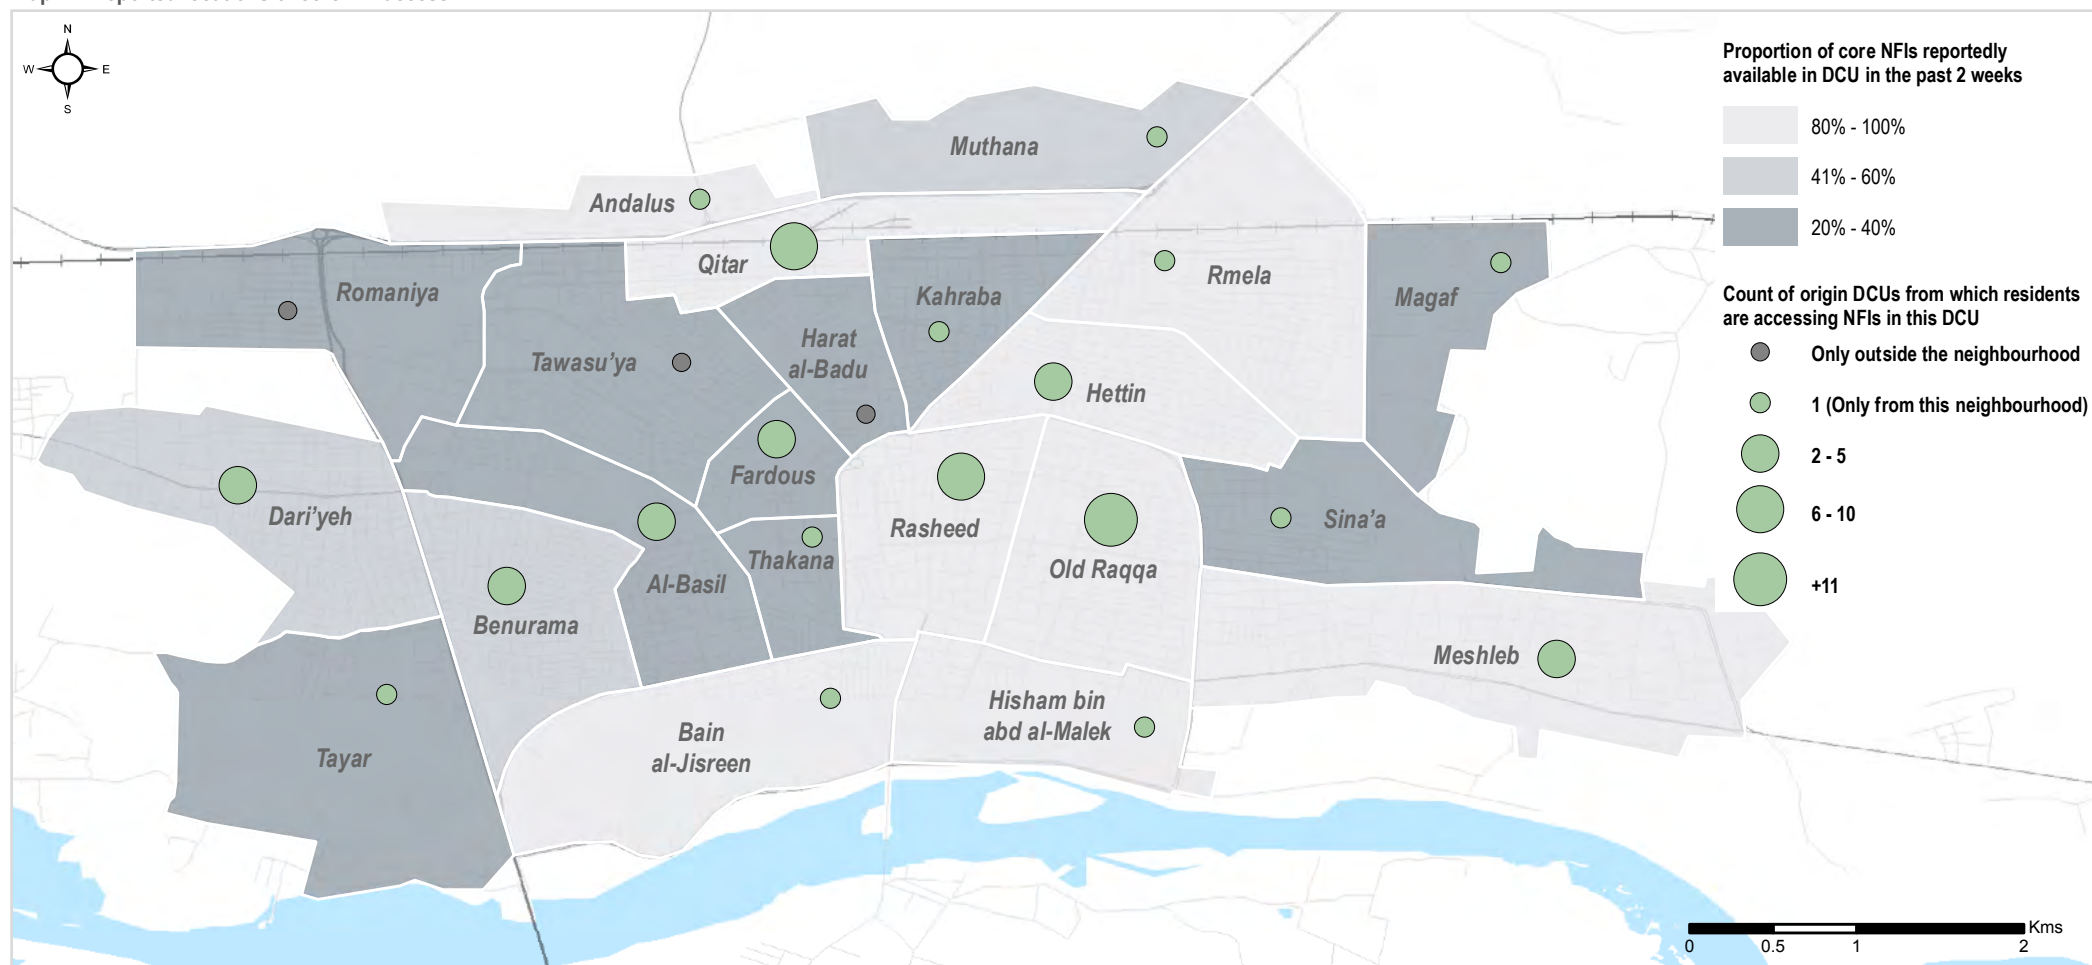 N
W
E
S
Muthana
Andalus
Qitar
Romaniya
Kahraba
Rmela
Magaf
Harat
al-Badu
Tawasu'ya
Hettin
Fardous
Dari'yeh
Rasheed
Sina'a
Thakana
Old Raqqa
Al-Basil
Benurama
Meshleb
Hisham bin
abd al-Malek
Bain
al-Jisreen
Tayar
Proportion of core NFIs reportedly
available in DCU in the past 2 weeks
80% - 100%
41% - 60%
20% - 40%
Count of origin DCUs from which residents
are accessing NFIs in this DCU
Only outside the neighbourhood
1 (Only from this neighbourhood)
2 - 5
6 - 10
+11
Kms
0 0.5 1 2